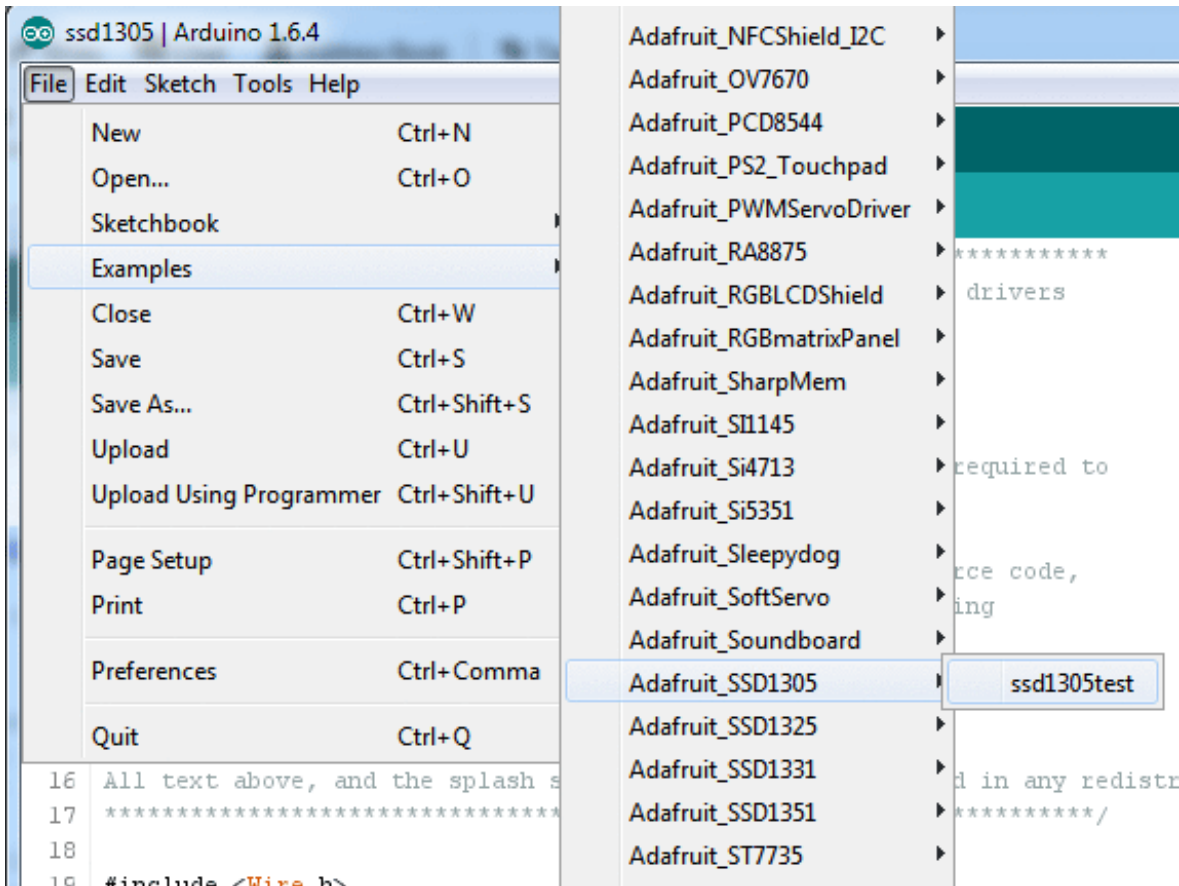 ssd1305 | Arduino 1.6.4
File Edit Sketch Tools Help
New Ctrl+N
Open... Ctrl+O
Sketchbook
Examples
Close Ctrl+W
Save Ctrl+S
Save As... Ctrl+Shift+S
Upload Ctrl+U
Upload Using Programmer Ctrl+Shift+U
Page Setup Ctrl+Shift+P
Print Ctrl+P
Preferences Ctrl+Comma
Quit Ctrl+Q
Adafruit_NFCShield_I2C
Adafruit_OV7670
Adafruit_PCD8544
Adafruit_PS2_Touchpad
Adafruit_PWMServoDriver
Adafruit_RA8875
Adafruit_RGBLCDShield
Adafruit_RGBmatrixPanel
Adafruit_SharpMem
Adafruit_SI1145
Adafruit_Si4713
Adafruit_Si5351
Adafruit_Sleepydog
Adafruit_SoftServo
Adafruit_Soundboard
Adafruit_SSD1305
Adafruit_SSD1325
Adafruit_SSD1331
Adafruit_SSD1351
Adafruit_ST7735
ssd1305test
***********
drivers
required to
rce code,
ing
16 All text above, and the splash s d in any redistr
17 ******************************** **********/
18
19 #include <Wire.h>